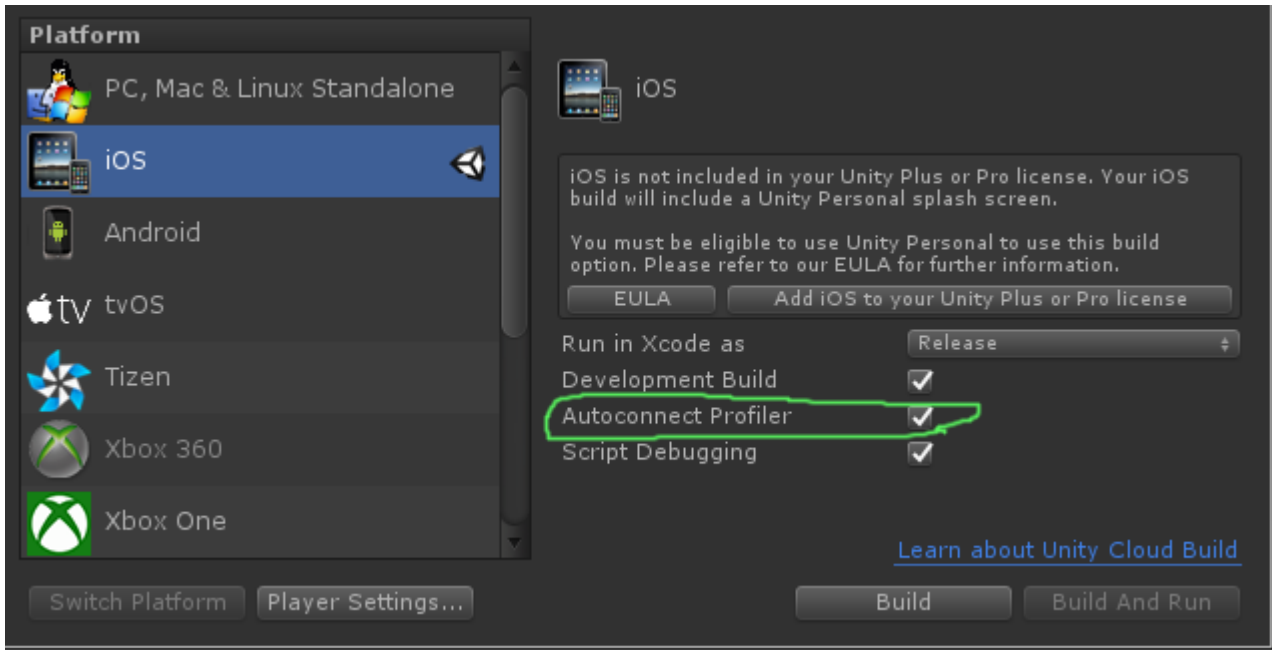 Platform
PC, Mac & Linux Standalone
iOS
Android
tv tvOS
Tizen
Xbox 360
Xbox One
Switch Platform
Player Settings...
iOS
iOS is not included in your Unity Plus or Pro license. Your iOS
build will include a Unity Personal splash screen.
You must be eligible to use Unity Personal to use this build
option. Please refer to our EULA for further information.
EULA
Add iOS to your Unity Plus or Pro license
Run in Xcode as
Release
Development Build
Autoconnect Profiler
Script Debugging
Learn about Unity Cloud Build
Build
Build And Run